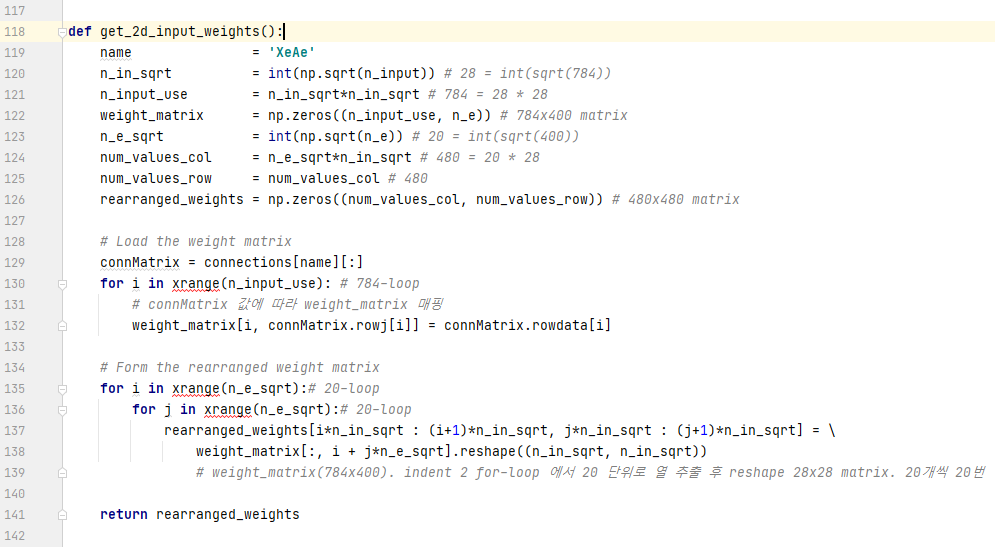 117
118 def get_2d_input_weights():
119     name               = 'XeAe'
120     n_in_sqrt          = int(np.sqrt(n_input)) # 28 = int(sqrt(784))
121     n_input_use        = n_in_sqrt*n_in_sqrt # 784 = 28 * 28
122     weight_matrix      = np.zeros((n_input_use, n_e)) # 784x400 matrix
123     n_e_sqrt           = int(np.sqrt(n_e)) # 20 = int(sqrt(400))
124     num_values_col     = n_e_sqrt*n_in_sqrt # 480 = 20 * 28
125     num_values_row     = num_values_col # 480
126     rearranged_weights = np.zeros((num_values_col, num_values_row)) # 480x480 matrix
127
128     # Load the weight matrix
129     connMatrix = connections[name][:]
130     for i in xrange(n_input_use): # 784-loop
131         # connMatrix 값에 따라 weight_matrix 매핑
132         weight_matrix[i, connMatrix.rowj[i]] = connMatrix.rowdata[i]
133
134     # Form the rearranged weight matrix
135     for i in xrange(n_e_sqrt):# 20-loop
136         for j in xrange(n_e_sqrt):# 20-loop
137             rearranged_weights[i*n_in_sqrt : (i+1)*n_in_sqrt, j*n_in_sqrt : (j+1)*n_in_sqrt] = \
138                 weight_matrix[:, i + j*n_e_sqrt].reshape((n_in_sqrt, n_in_sqrt))
139                 # weight_matrix(784x400). indent 2 for-loop 에서 20 단위로 열 추출 후 reshape 28x28 matrix. 20개씩 20번
140
141     return rearranged_weights
142